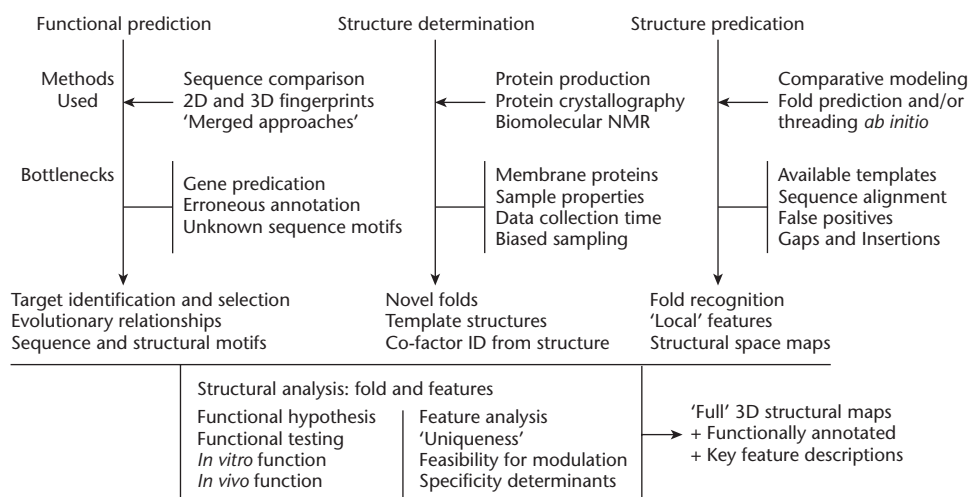 Functional prediction
Structure determination
Structure predication
Methods
Used
Sequence comparison
2D and 3D fingerprints
‘Merged approaches’
Protein production
Protein crystallography
Biomolecular NMR
Comparative modeling
Fold prediction and/or
threading ab initio
Bottlenecks
Gene predication
Erroneous annotation
Unknown sequence motifs
Membrane proteins
Sample properties
Data collection time
Biased sampling
Available templates
Sequence alignment
False positives
Gaps and Insertions
Target identification and selection
Evolutionary relationships
Sequence and structural motifs
Novel folds
Template structures
Co-factor ID from structure
Fold recognition
‘Local’ features
Structural space maps
Structural analysis: fold and features
Functional hypothesis
Functional testing
In vitro function
In vivo function
Feature analysis
‘Uniqueness’
Feasibility for modulation
Specificity determinants
‘Full’ 3D structural maps
+ Functionally annotated
+ Key feature descriptions